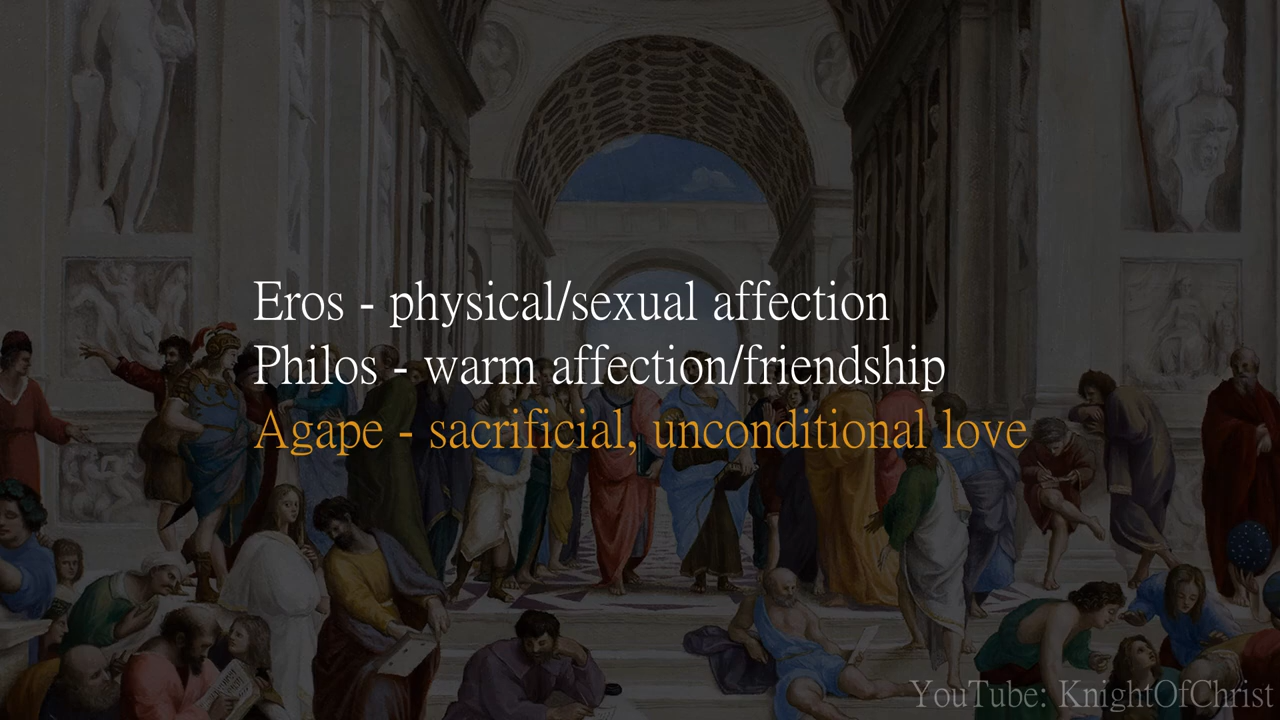 Eros - physical/sexual affection
Philos - warm affection/friendship
Agape - sacrificial, unconditional love
YouTube: KnightOfChrist